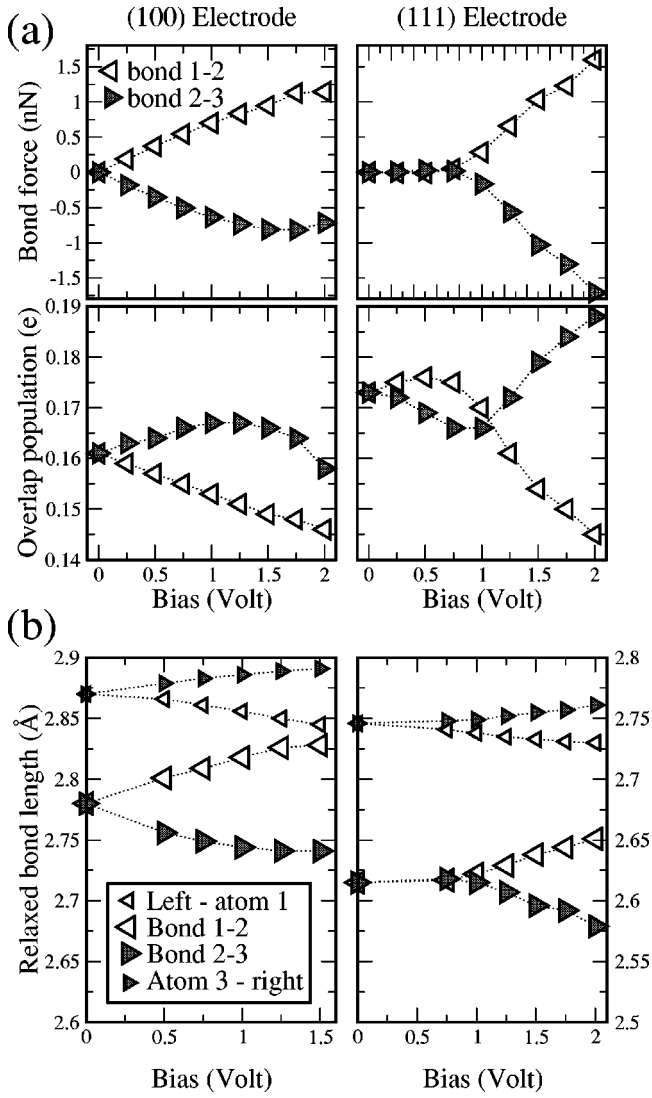 (a)
(100) Electrode
(111) Electrode
Bond force (nN)
1.5
1
0.5
0
-0.5
-1
-1.5
bond 1-2
bond 2-3
Overlap population (e)
0.19
0.18
0.17
0.16
0.15
0.14
0
0.5
1
1.5
2
Bias (Volt)
0
0.5
1
1.5
2
Bias (Volt)
(b)
Relaxed bond length (Å)
2.9
2.85
2.8
2.75
2.7
2.65
2.6
Left - atom 1
Bond 1-2
Bond 2-3
Atom 3 - right
2.8
2.75
2.7
2.65
2.6
2.55
2.5
0
0.5
1
1.5
Bias (Volt)
0
0.5
1
1.5
2
Bias (Volt)